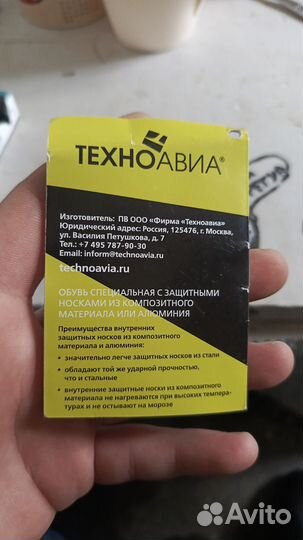 ТЕХНОАВИА®
Изготовитель: ПВ ООО «Фирма «Техноавиа»
Юридический адрес: Россия, 125476, г. Москва,
ул. Василия Петушкова, д. 7
Тел.: +7 495 787-90-30
Email: inform@technoavia.ru
technoavia.ru
ОБУВЬ СПЕЦИАЛЬНАЯ С ЗАЩИТНЫМИ
НОСКАМИ ИЗ КОМПОЗИТНОГО
МАТЕРИАЛА ИЛИ АЛЮМИНИЯ
Преимущества внутренних
защитных носков из композитного
материала и алюминия:
• значительно легче защитных носков из стали
• обладают той же ударной прочностью,
что и стальные
• внутренние защитные носки из композитного
материала не нагреваются при высоких темпера-
турах и не остывают на морозе
Avito